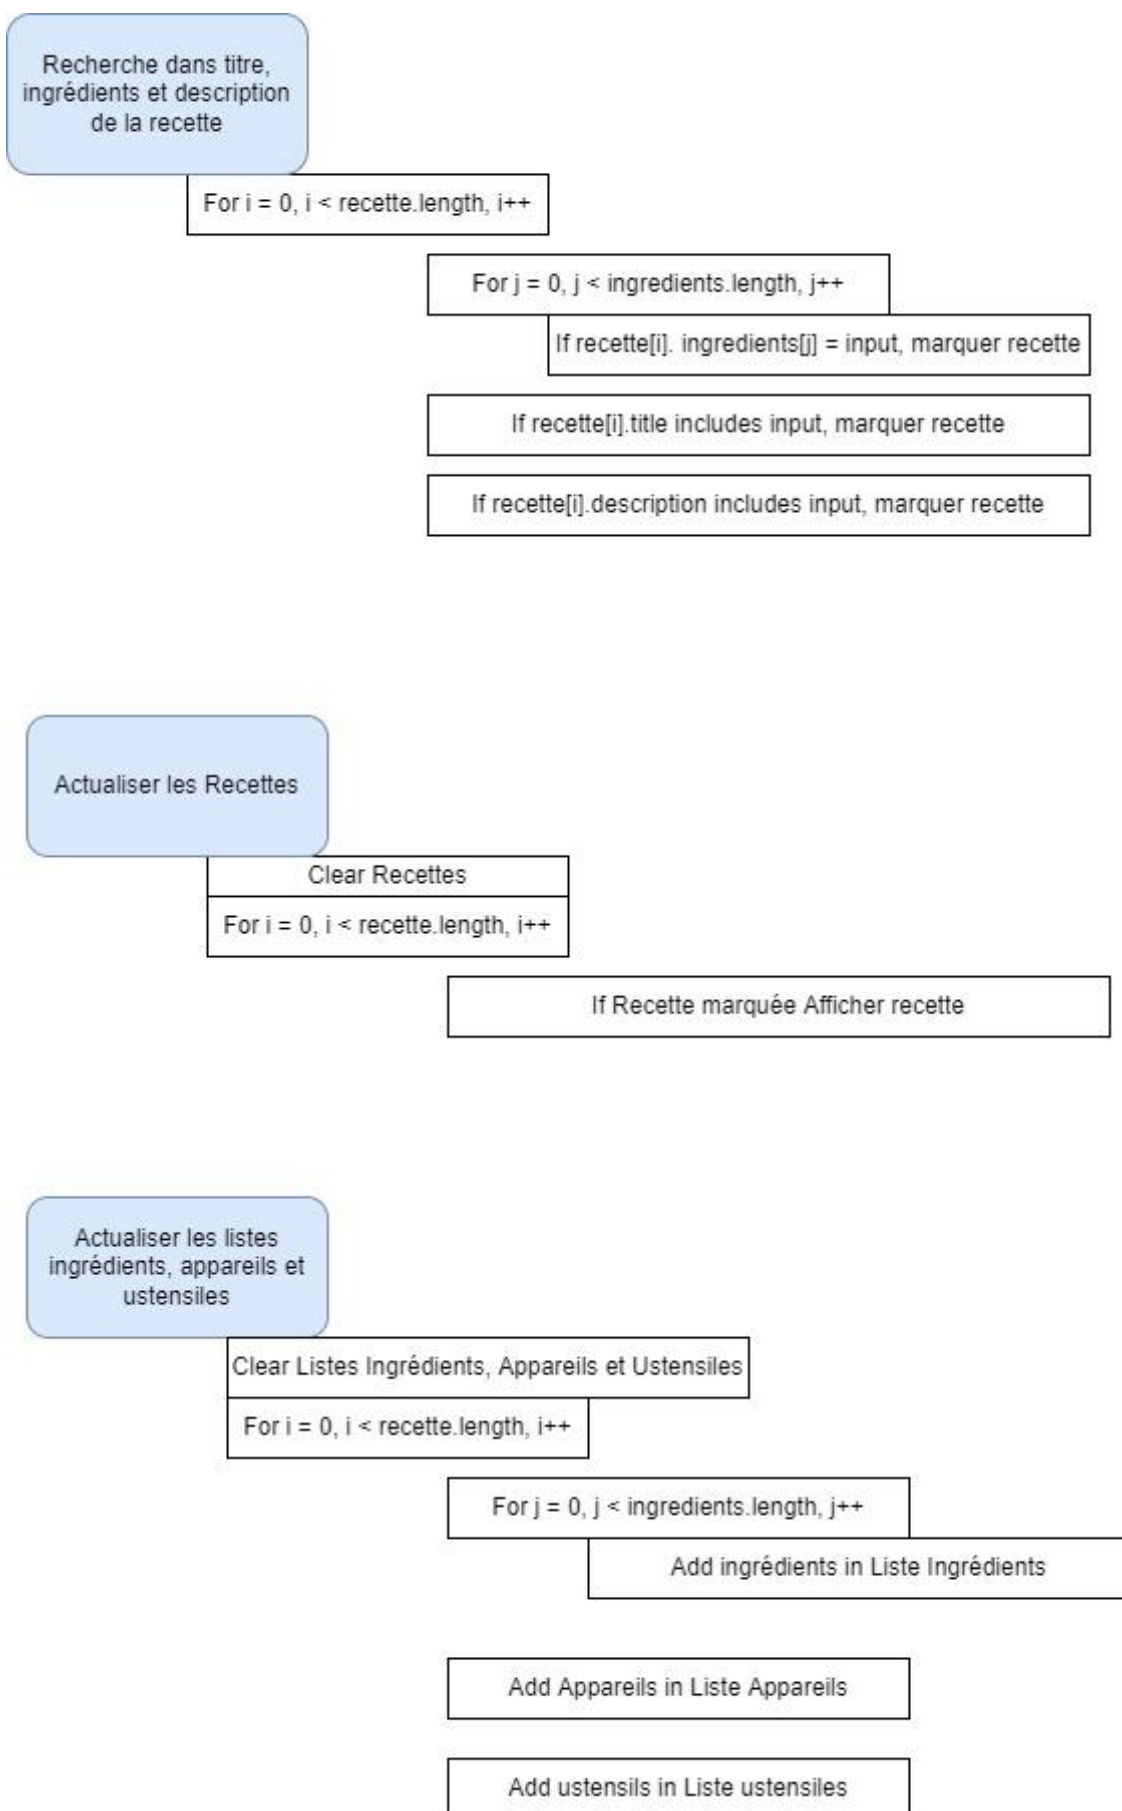 Recherche dans titre,
ingrédients et description
de la recette
For i = 0, i < recette.length, i++
For j = 0, j < ingredients.length, j++
If recette[i]. ingredients[j] = input, marquer recette
If recette[i].title includes input, marquer recette
If recette[i].description includes input, marquer recette
Actualiser les Recettes
Clear Recettes
For i = 0, i < recette.length, i++
If Recette marquée Afficher recette
Actualiser les listes
ingrédients, appareils et
ustensiles
Clear Listes Ingrédients, Appareils et Ustensiles
For i = 0, i < recette.length, i++
For j = 0, j < ingredients.length, j++
Add ingrédients in Liste Ingrédients
Add Appareils in Liste Appareils
Add ustensils in Liste ustensiles